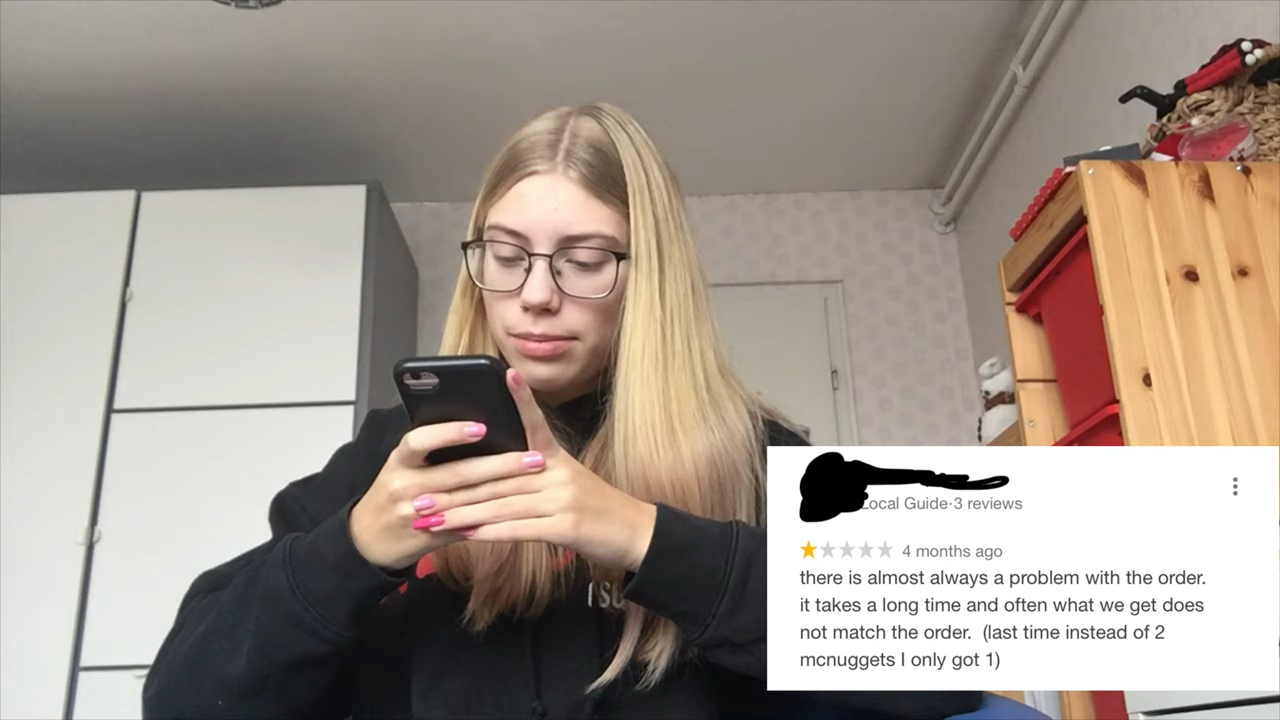 Local Guide·3 reviews
4 months ago
there is almost always a problem with the order.
it takes a long time and often what we get does
not match the order. (last time instead of 2
mcnuggets I only got 1)